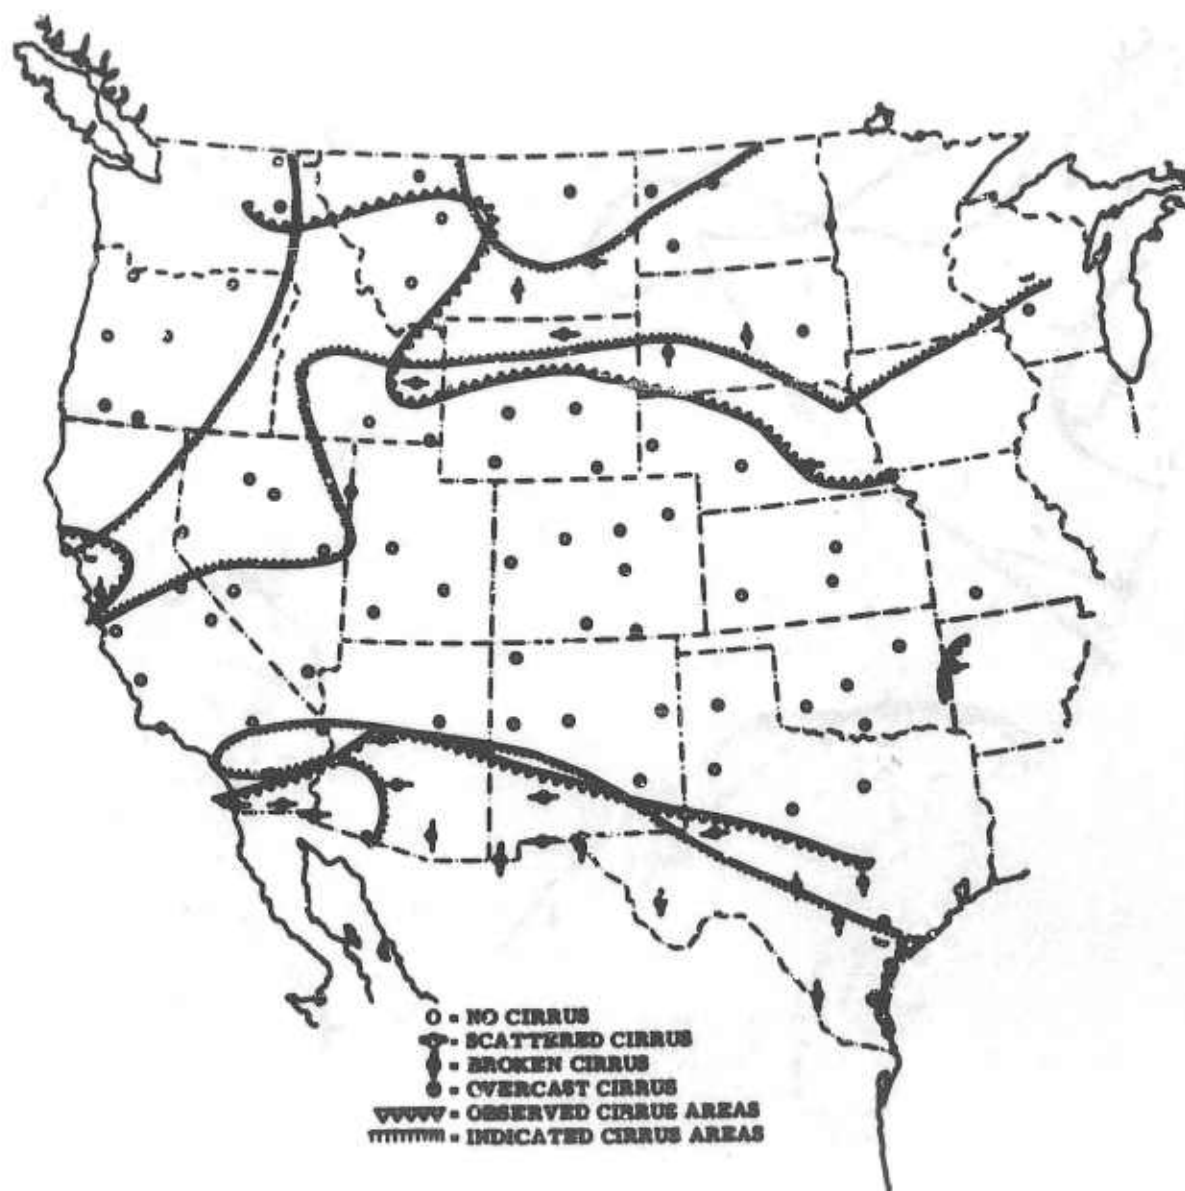 O - NO CIRRUS
- SCATTERED CIRRUS
- BROKEN CIRRUS
- OVERCAST CIRRUS
- OBSERVED CIRRUS AREAS
- INDICATED CIRRUS AREAS